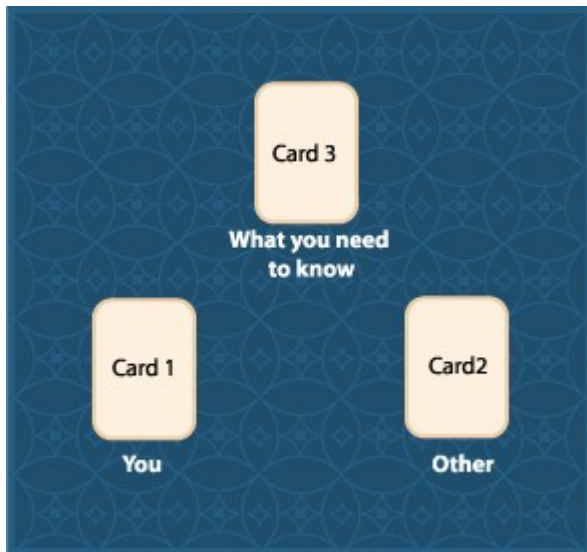 Card 3
What you need
to know
Card 1
You
Card2
Other